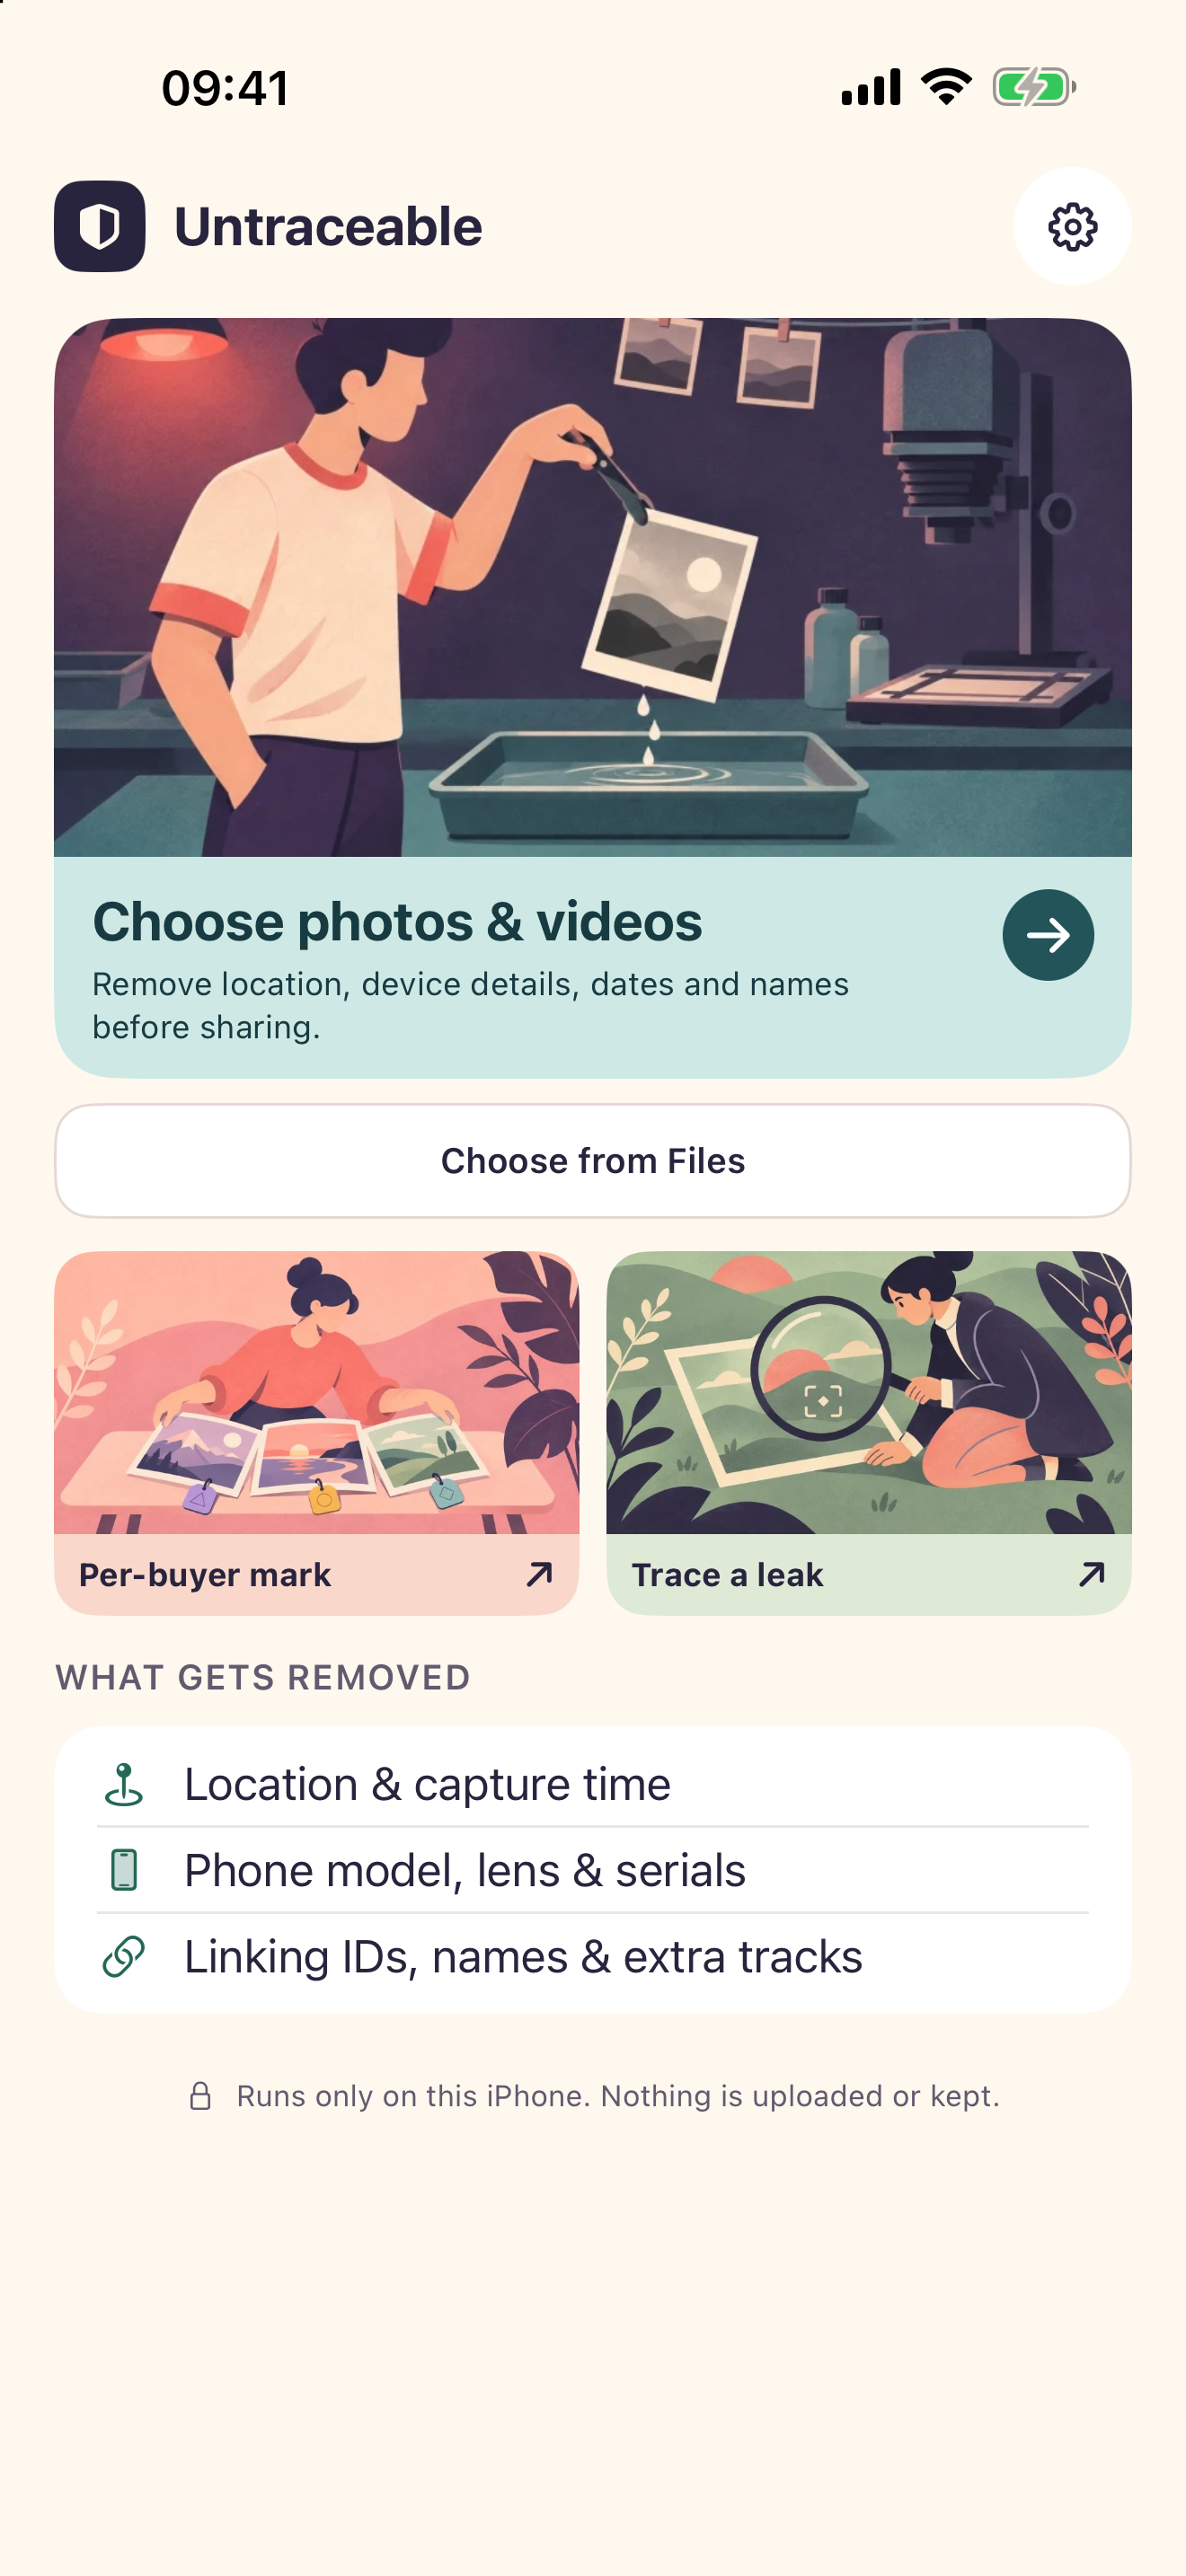 09:41
Untraceable
Choose photos & videos
Remove location, device details, dates and names
before sharing.
Choose from Files
Per-buyer mark
Trace a leak
WHAT GETS REMOVED
Location & capture time
Phone model, lens & serials
Linking IDs, names & extra tracks
Runs only on this iPhone. Nothing is uploaded or kept.